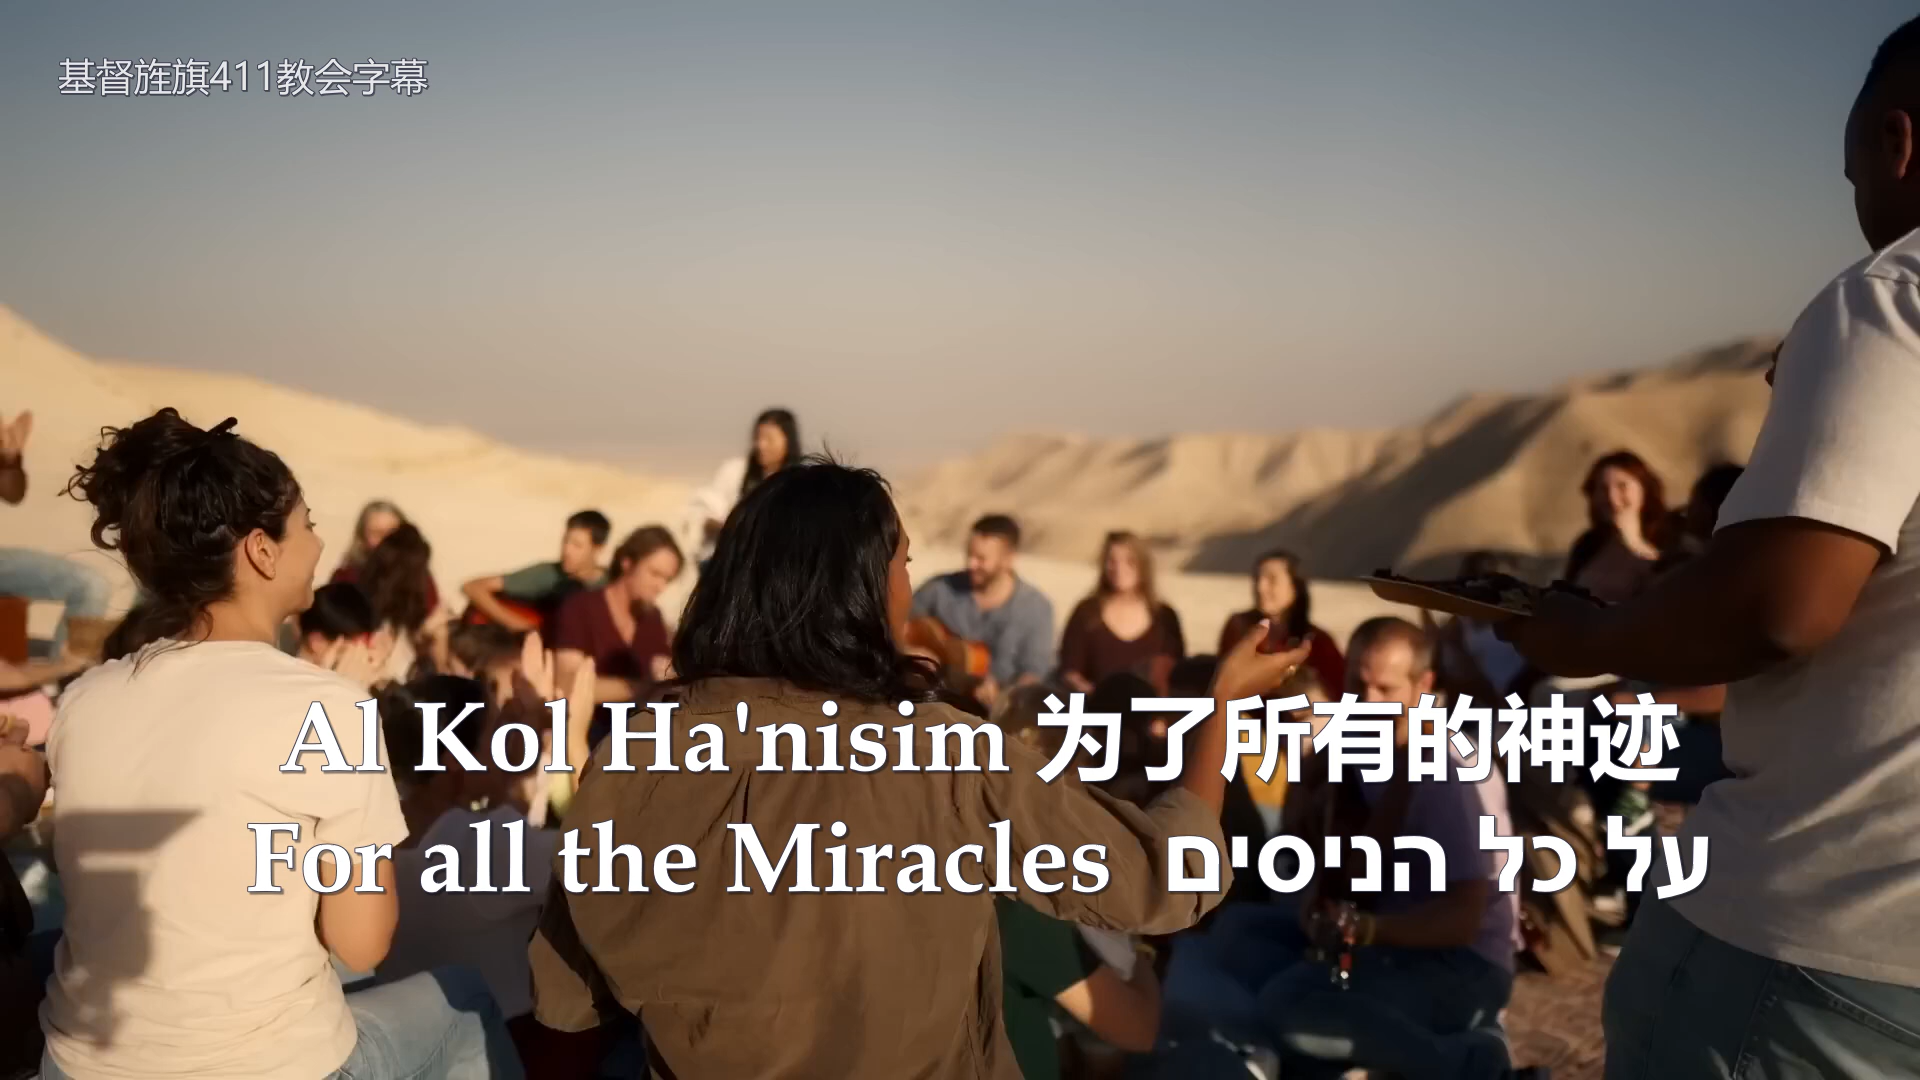 基督旌旗411教会字幕
Al Kol Ha'nisim 为了所有的神迹
For all the Miracles על כל הניסים